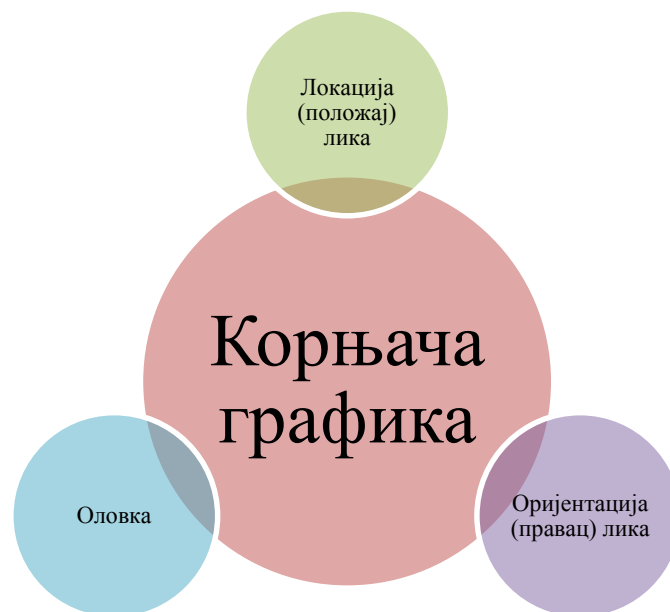 Локација
(положај)
лика
Корњача
графика
Оловка
Оријентација
(правац) лика